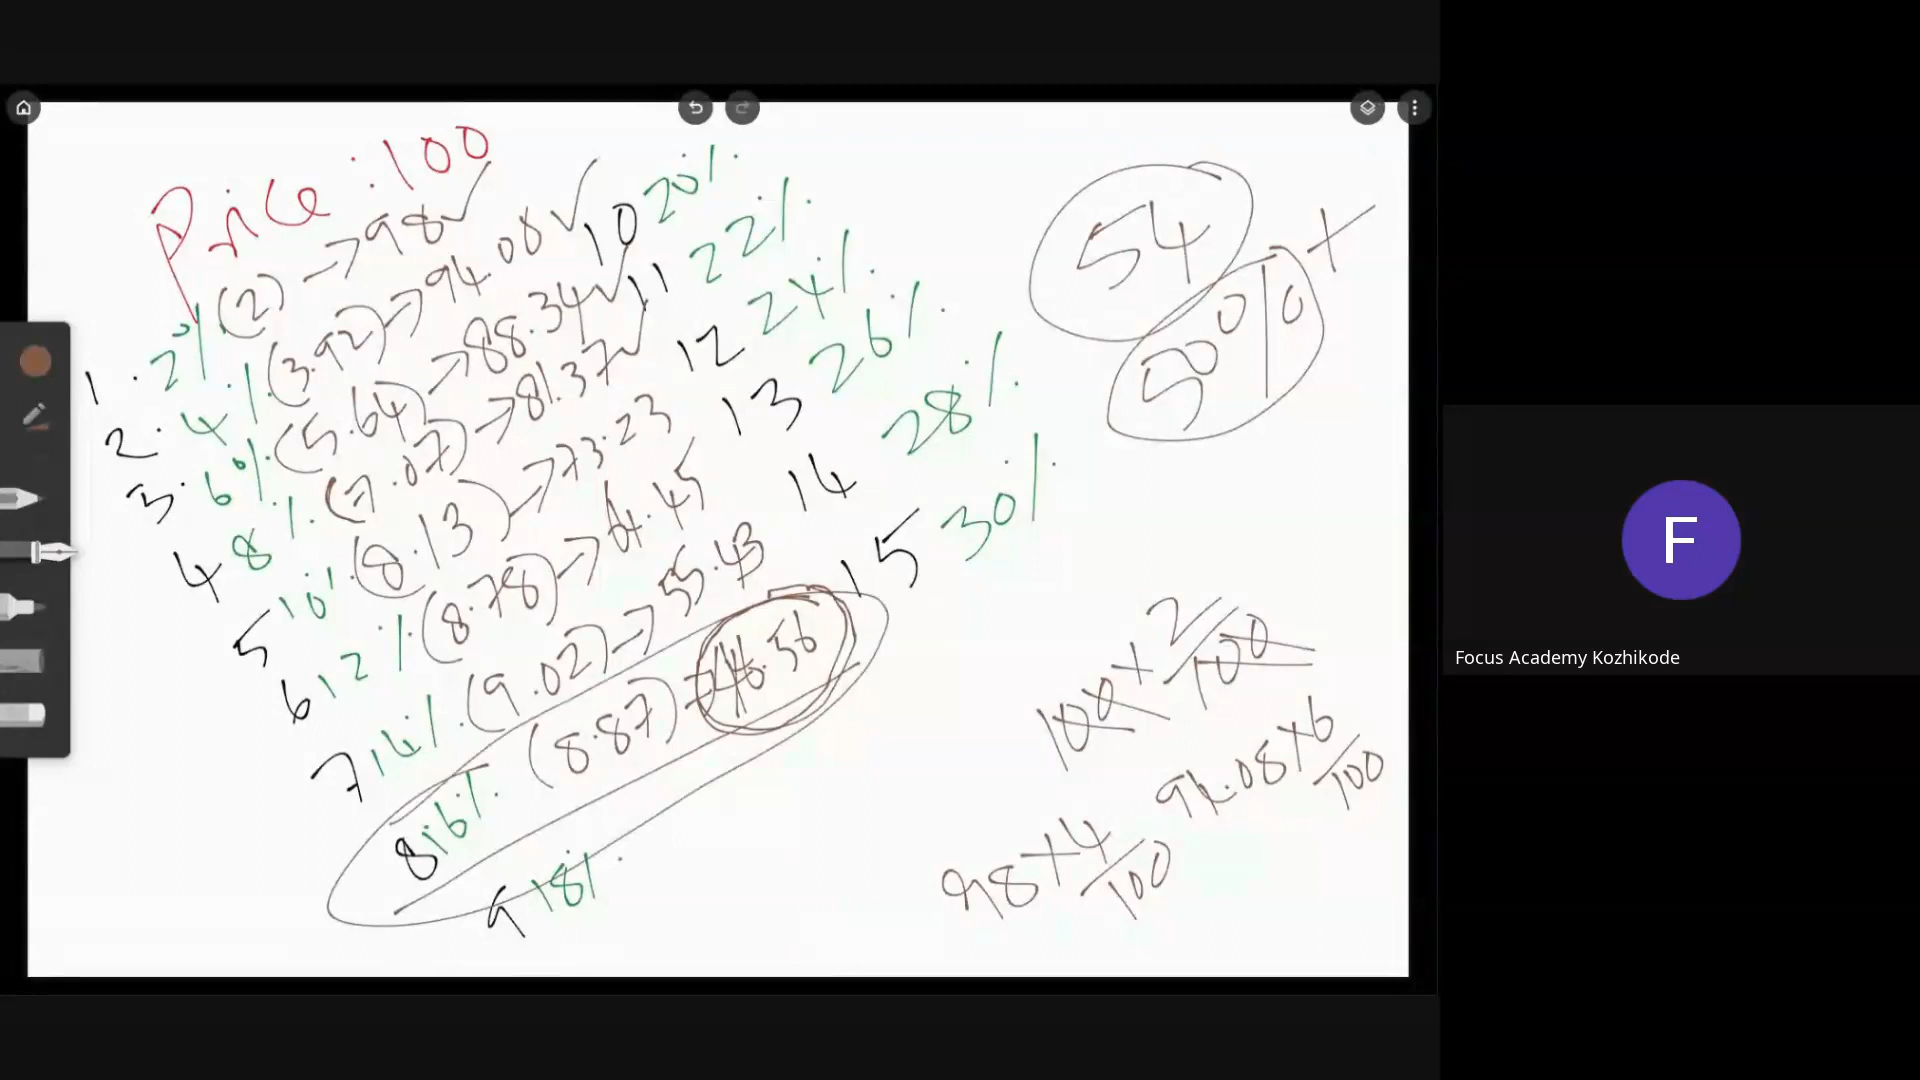 Price : 100
1. 2% (2) → 98 ✓
2. 4% (3.92) → 94.08 ✓
3. 6% (5.64) → 88.34 ✓
4 8% (7.07) → 81.37 ✓
5 10% (8.13) → 73.23
6 12% (8.78) → 64.45
7 14% (9.02) → 55.43
8 16% (8.87) → 46.56
9 18%
10 20%
11 22%
12 24%
13 26%
14 28%
15 30%
54
50% +
100 × 2/100
94.08 × 6/100
98 × 4/100
F
Focus Academy Kozhikode